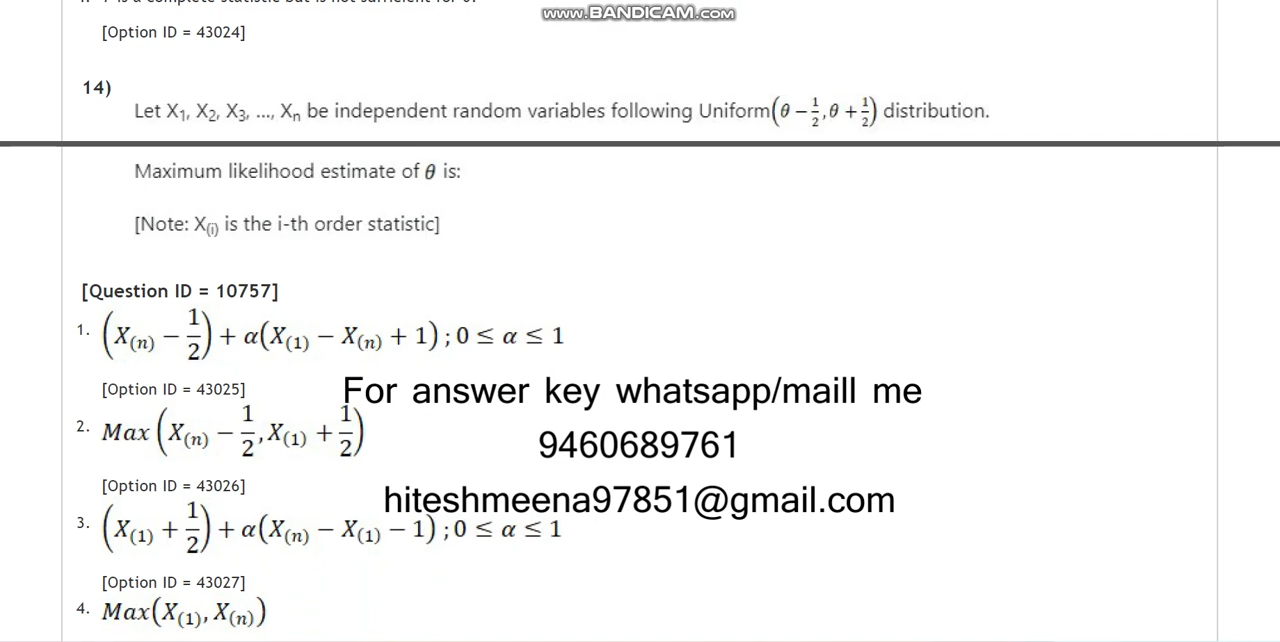 www.BANDICAM.com
[Option ID = 43024]
14)
Let X₁, X₂, X₃, ..., Xₙ be independent random variables following Uniform(θ − 1/2, θ + 1/2) distribution.
Maximum likelihood estimate of θ is:
[Note: X(i) is the i-th order statistic]
[Question ID = 10757]
1. (X(n) − 1/2) + α(X(1) − X(n) + 1) ; 0 ≤ α ≤ 1
[Option ID = 43025]
For answer key whatsapp/maill me
2. Max (X(n) − 1/2, X(1) + 1/2)
9460689761
[Option ID = 43026]
hiteshmeena97851@gmail.com
3. (X(1) + 1/2) + α(X(n) − X(1) − 1) ; 0 ≤ α ≤ 1
[Option ID = 43027]
4. Max(X(1), X(n))